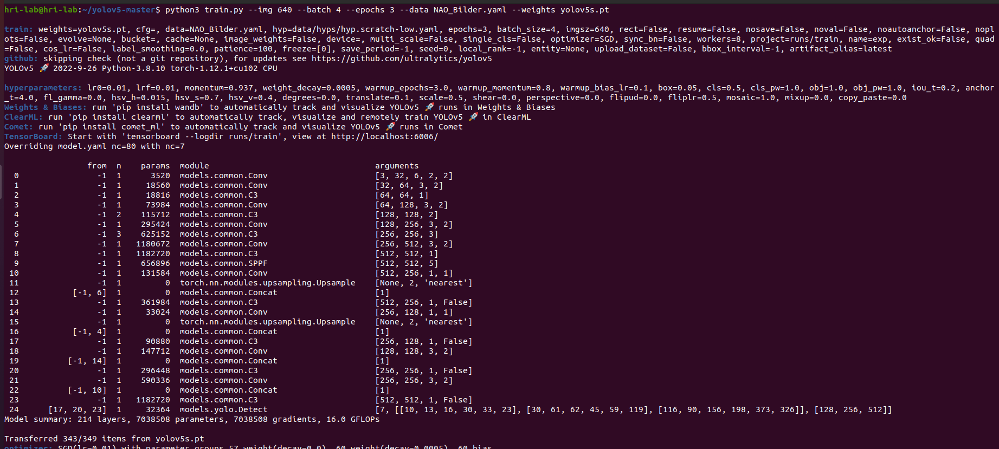 hri-lab@hri-lab:~/yolov5-master$ python3 train.py --img 640 --batch 4 --epochs 3 --data NAO_Bilder.yaml --weights yolov5s.pt
train: weights=yolov5s.pt, cfg=, data=NAO_Bilder.yaml, hyp=data/hyps/hyp.scratch-low.yaml, epochs=3, batch_size=4, imgsz=640, rect=False, resume=False, nosave=False, noval=False, noautoanchor=False, nopl
ots=False, evolve=None, bucket=, cache=None, image_weights=False, device=, multi_scale=False, single_cls=False, optimizer=SGD, sync_bn=False, workers=8, project=runs/train, name=exp, exist_ok=False, quad
=False, cos_lr=False, label_smoothing=0.0, patience=100, freeze=[0], save_period=-1, seed=0, local_rank=-1, entity=None, upload_dataset=False, bbox_interval=-1, artifact_alias=latest
github: skipping check (not a git repository), for updates see https://github.com/ultralytics/yolov5
YOLOv5 🚀 2022-9-26 Python-3.8.10 torch-1.12.1+cu102 CPU
hyperparameters: lr0=0.01, lrf=0.01, momentum=0.937, weight_decay=0.0005, warmup_epochs=3.0, warmup_momentum=0.8, warmup_bias_lr=0.1, box=0.05, cls=0.5, cls_pw=1.0, obj=1.0, obj_pw=1.0, iou_t=0.2, anchor
_t=4.0, fl_gamma=0.0, hsv_h=0.015, hsv_s=0.7, hsv_v=0.4, degrees=0.0, translate=0.1, scale=0.5, shear=0.0, perspective=0.0, flipud=0.0, fliplr=0.5, mosaic=1.0, mixup=0.0, copy_paste=0.0
Weights & Biases: run 'pip install wandb' to automatically track and visualize YOLOv5 🚀 runs in Weights & Biases
ClearML: run 'pip install clearml' to automatically track, visualize and remotely train YOLOv5 🚀 in ClearML
Comet: run 'pip install comet_ml' to automatically track and visualize YOLOv5 🚀 runs in Comet
TensorBoard: Start with 'tensorboard --logdir runs/train', view at http://localhost:6006/
Overriding model.yaml nc=80 with nc=7
from n params module arguments
0 -1 1 3520 models.common.Conv [3, 32, 6, 2, 2]
1 -1 1 18560 models.common.Conv [32, 64, 3, 2]
2 -1 1 18816 models.common.C3 [64, 64, 1]
3 -1 1 73984 models.common.Conv [64, 128, 3, 2]
4 -1 2 115712 models.common.C3 [128, 128, 2]
5 -1 1 295424 models.common.Conv [128, 256, 3, 2]
6 -1 3 625152 models.common.C3 [256, 256, 3]
7 -1 1 1180672 models.common.Conv [256, 512, 3, 2]
8 -1 1 1182720 models.common.C3 [512, 512, 1]
9 -1 1 656896 models.common.SPPF [512, 512, 5]
10 -1 1 131584 models.common.Conv [512, 256, 1, 1]
11 -1 1 0 torch.nn.modules.upsampling.Upsample [None, 2, 'nearest']
12 [-1, 6] 1 0 models.common.Concat [1]
13 -1 1 361984 models.common.C3 [512, 256, 1, False]
14 -1 1 33024 models.common.Conv [256, 128, 1, 1]
15 -1 1 0 torch.nn.modules.upsampling.Upsample [None, 2, 'nearest']
16 [-1, 4] 1 0 models.common.Concat [1]
17 -1 1 90880 models.common.C3 [256, 128, 1, False]
18 -1 1 147712 models.common.Conv [128, 128, 3, 2]
19 [-1, 14] 1 0 models.common.Concat [1]
20 -1 1 296448 models.common.C3 [256, 256, 1, False]
21 -1 1 590336 models.common.Conv [256, 256, 3, 2]
22 [-1, 10] 1 0 models.common.Concat [1]
23 -1 1 1182720 models.common.C3 [512, 512, 1, False]
24 [17, 20, 23] 1 32364 models.yolo.Detect [7, [[10, 13, 16, 30, 33, 23], [30, 61, 62, 45, 59, 119], [116, 90, 156, 198, 373, 326]], [128, 256, 512]]
Model summary: 214 layers, 7038508 parameters, 7038508 gradients, 16.0 GFLOPs
Transferred 343/349 items from yolov5s.pt
optimizer: SGD(lr=0.01) with parameter groups 57 weight(decay=0.0), 60 weight(decay=0.0005), 60 bias